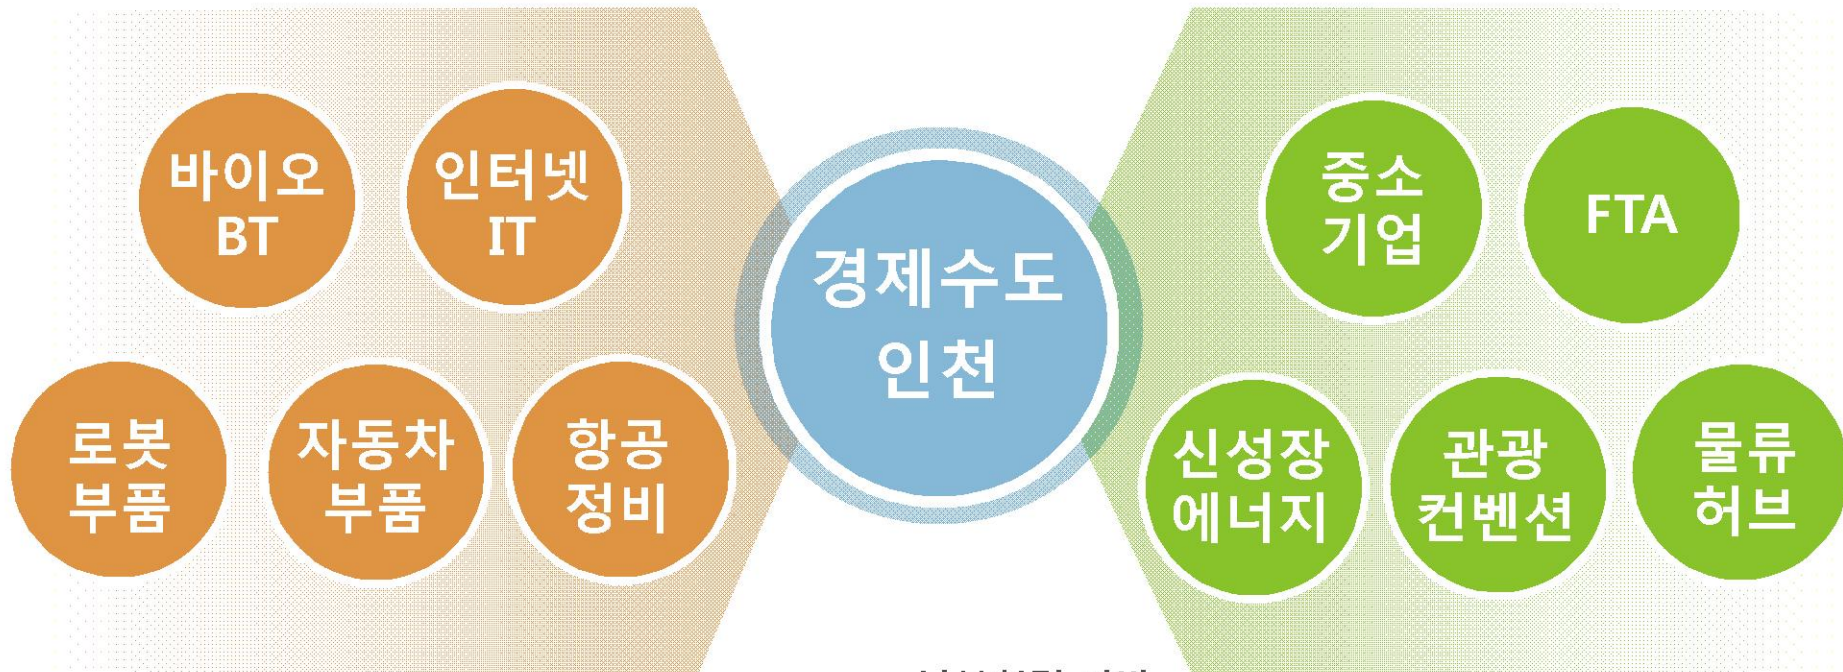 바이오
BT
인터넷
IT
로봇
부품
자동차
부품
항공
정비
경제수도
인천
중소
기업
FTA
신성장
에너지
관광
컨벤션
물류
허브